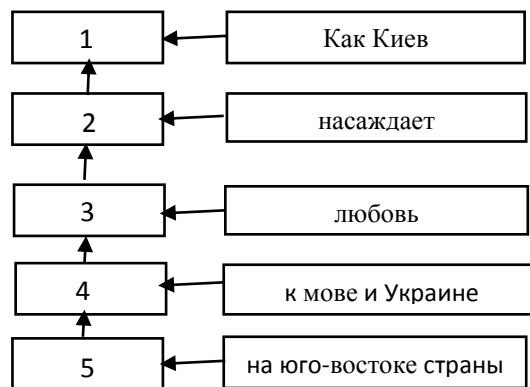 1 Как Киев
2 насаждает
3 любовь
4 к мове и Украине
5 на юго-востоке страны